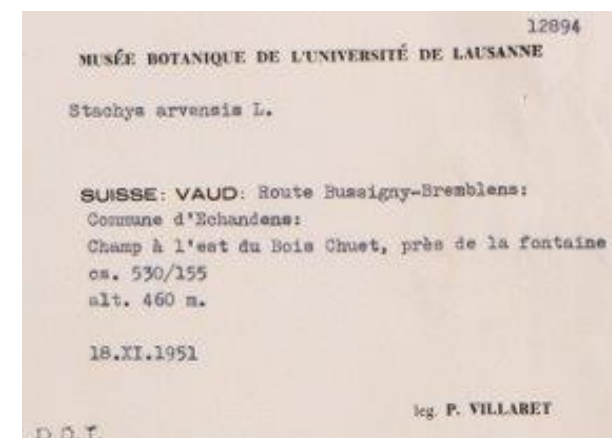 12894
MUSÉE BOTANIQUE DE L'UNIVERSITÉ DE LAUSANNE
Stachys arvensis L.
SUISSE: VAUD: Route Bussigny-Bremblens:
Commune d'Echandens:
Champ à l'est du Bois Chuet, près de la fontaine
ca. 530/155
alt. 460 m.
18.XI.1951
leg. P. VILLARET